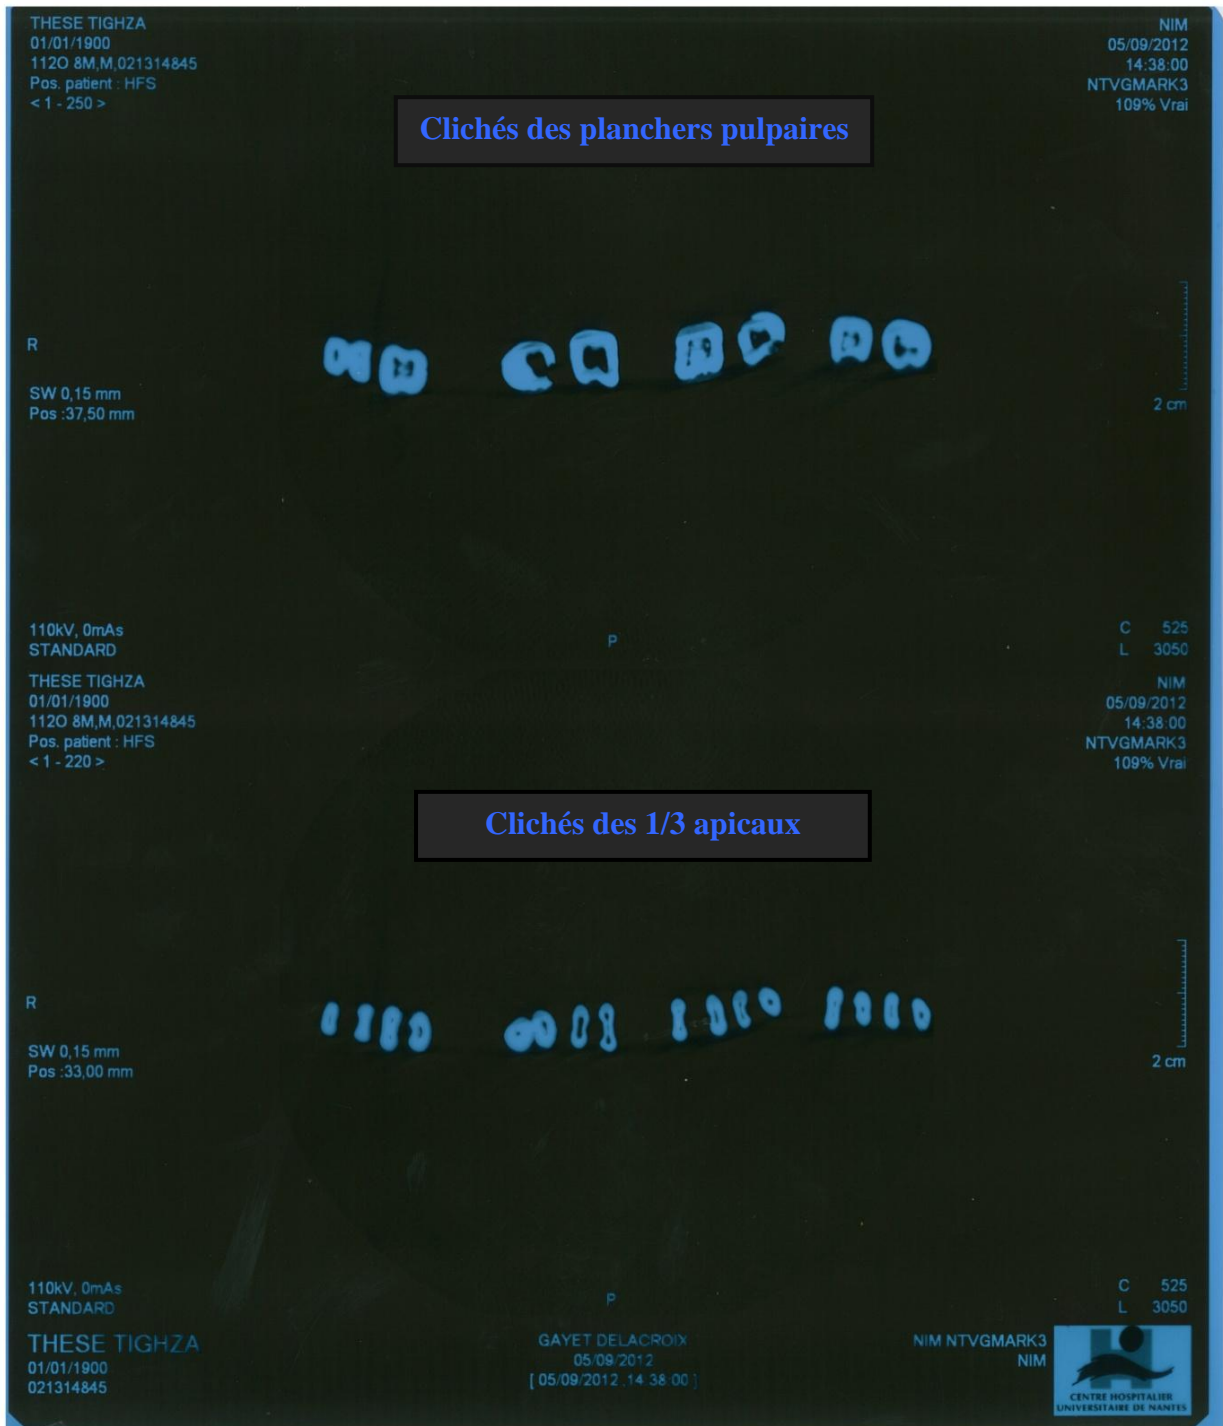 THESE TIGHZA
01/01/1900
112O 8M,M,021314845
Pos. patient : HFS
< 1 - 250 >
NIM
05/09/2012
14:38:00
NTVGMARK3
109% Vrai
Clichés des planchers pulpaires
R
SW 0,15 mm
Pos :37,50 mm
2 cm
110kV, 0mAs
STANDARD
P
C 525
L 3050
THESE TIGHZA
01/01/1900
112O 8M,M,021314845
Pos. patient : HFS
< 1 - 220 >
NIM
05/09/2012
14:38:00
NTVGMARK3
109% Vrai
Clichés des 1/3 apicaux
R
SW 0,15 mm
Pos :33,00 mm
2 cm
110kV, 0mAs
STANDARD
P
C 525
L 3050
THESE TIGHZA
01/01/1900
021314845
GAYET DELACROIX
05/09/2012
[ 05/09/2012 .14:38:00 ]
NIM NTVGMARK3
NIM
CENTRE HOSPITALIER
UNIVERSITAIRE DE NANTES